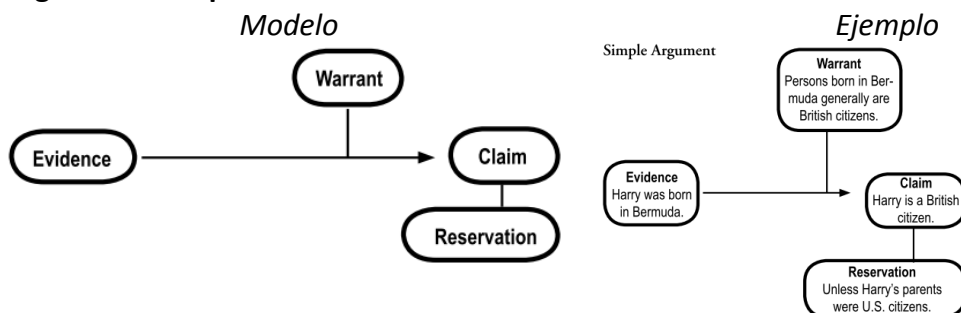 Modelo
Warrant
Evidence
Claim
Reservation
Ejemplo
Simple Argument
Warrant
Persons born in Ber-
muda generally are
British citizens.
Evidence
Harry was born
in Bermuda.
Claim
Harry is a British
citizen.
Reservation
Unless Harry's parents
were U.S. citizens.